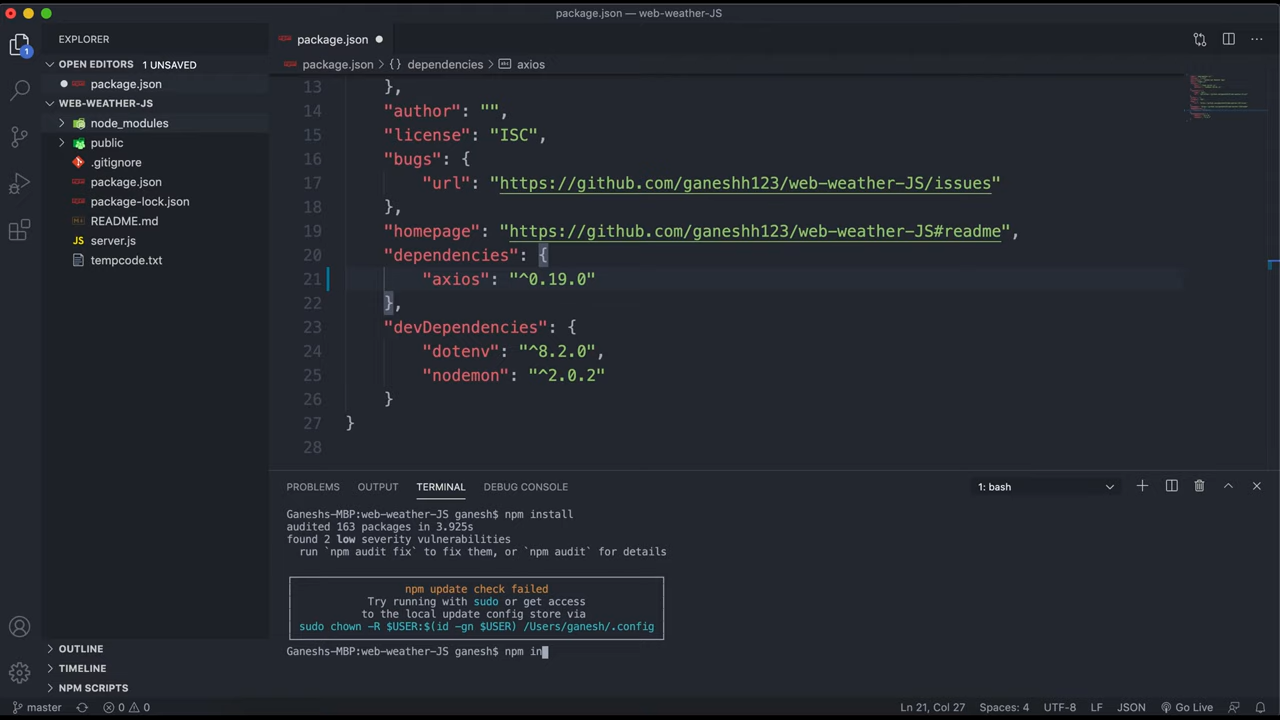 package.json — web-weather-JS
EXPLORER
OPEN EDITORS 1 UNSAVED
package.json
WEB-WEATHER-JS
node_modules
public
.gitignore
package.json
package-lock.json
README.md
JS server.js
tempcode.txt
OUTLINE
TIMELINE
NPM SCRIPTS
1
package.json
package.json > {} dependencies > axios
13 },
14 "author": "",
15 "license": "ISC",
16 "bugs": {
17 "url": "https://github.com/ganeshh123/web-weather-JS/issues"
18 },
19 "homepage": "https://github.com/ganeshh123/web-weather-JS#readme",
20 "dependencies": {
21 "axios": "^0.19.0"
22 },
23 "devDependencies": {
24 "dotenv": "^8.2.0",
25 "nodemon": "^2.0.2"
26 }
27 }
28
PROBLEMS OUTPUT TERMINAL DEBUG CONSOLE 1: bash
Ganeshs-MBP:web-weather-JS ganesh$ npm install
audited 163 packages in 3.925s
found 2 low severity vulnerabilities
run `npm audit fix` to fix them, or `npm audit` for details
npm update check failed
Try running with sudo or get access
to the local update config store via
sudo chown -R $USER:$(id -gn $USER) /Users/ganesh/.config
Ganeshs-MBP:web-weather-JS ganesh$ npm in
master 0 0 Ln 21, Col 27 Spaces: 4 UTF-8 LF JSON Go Live